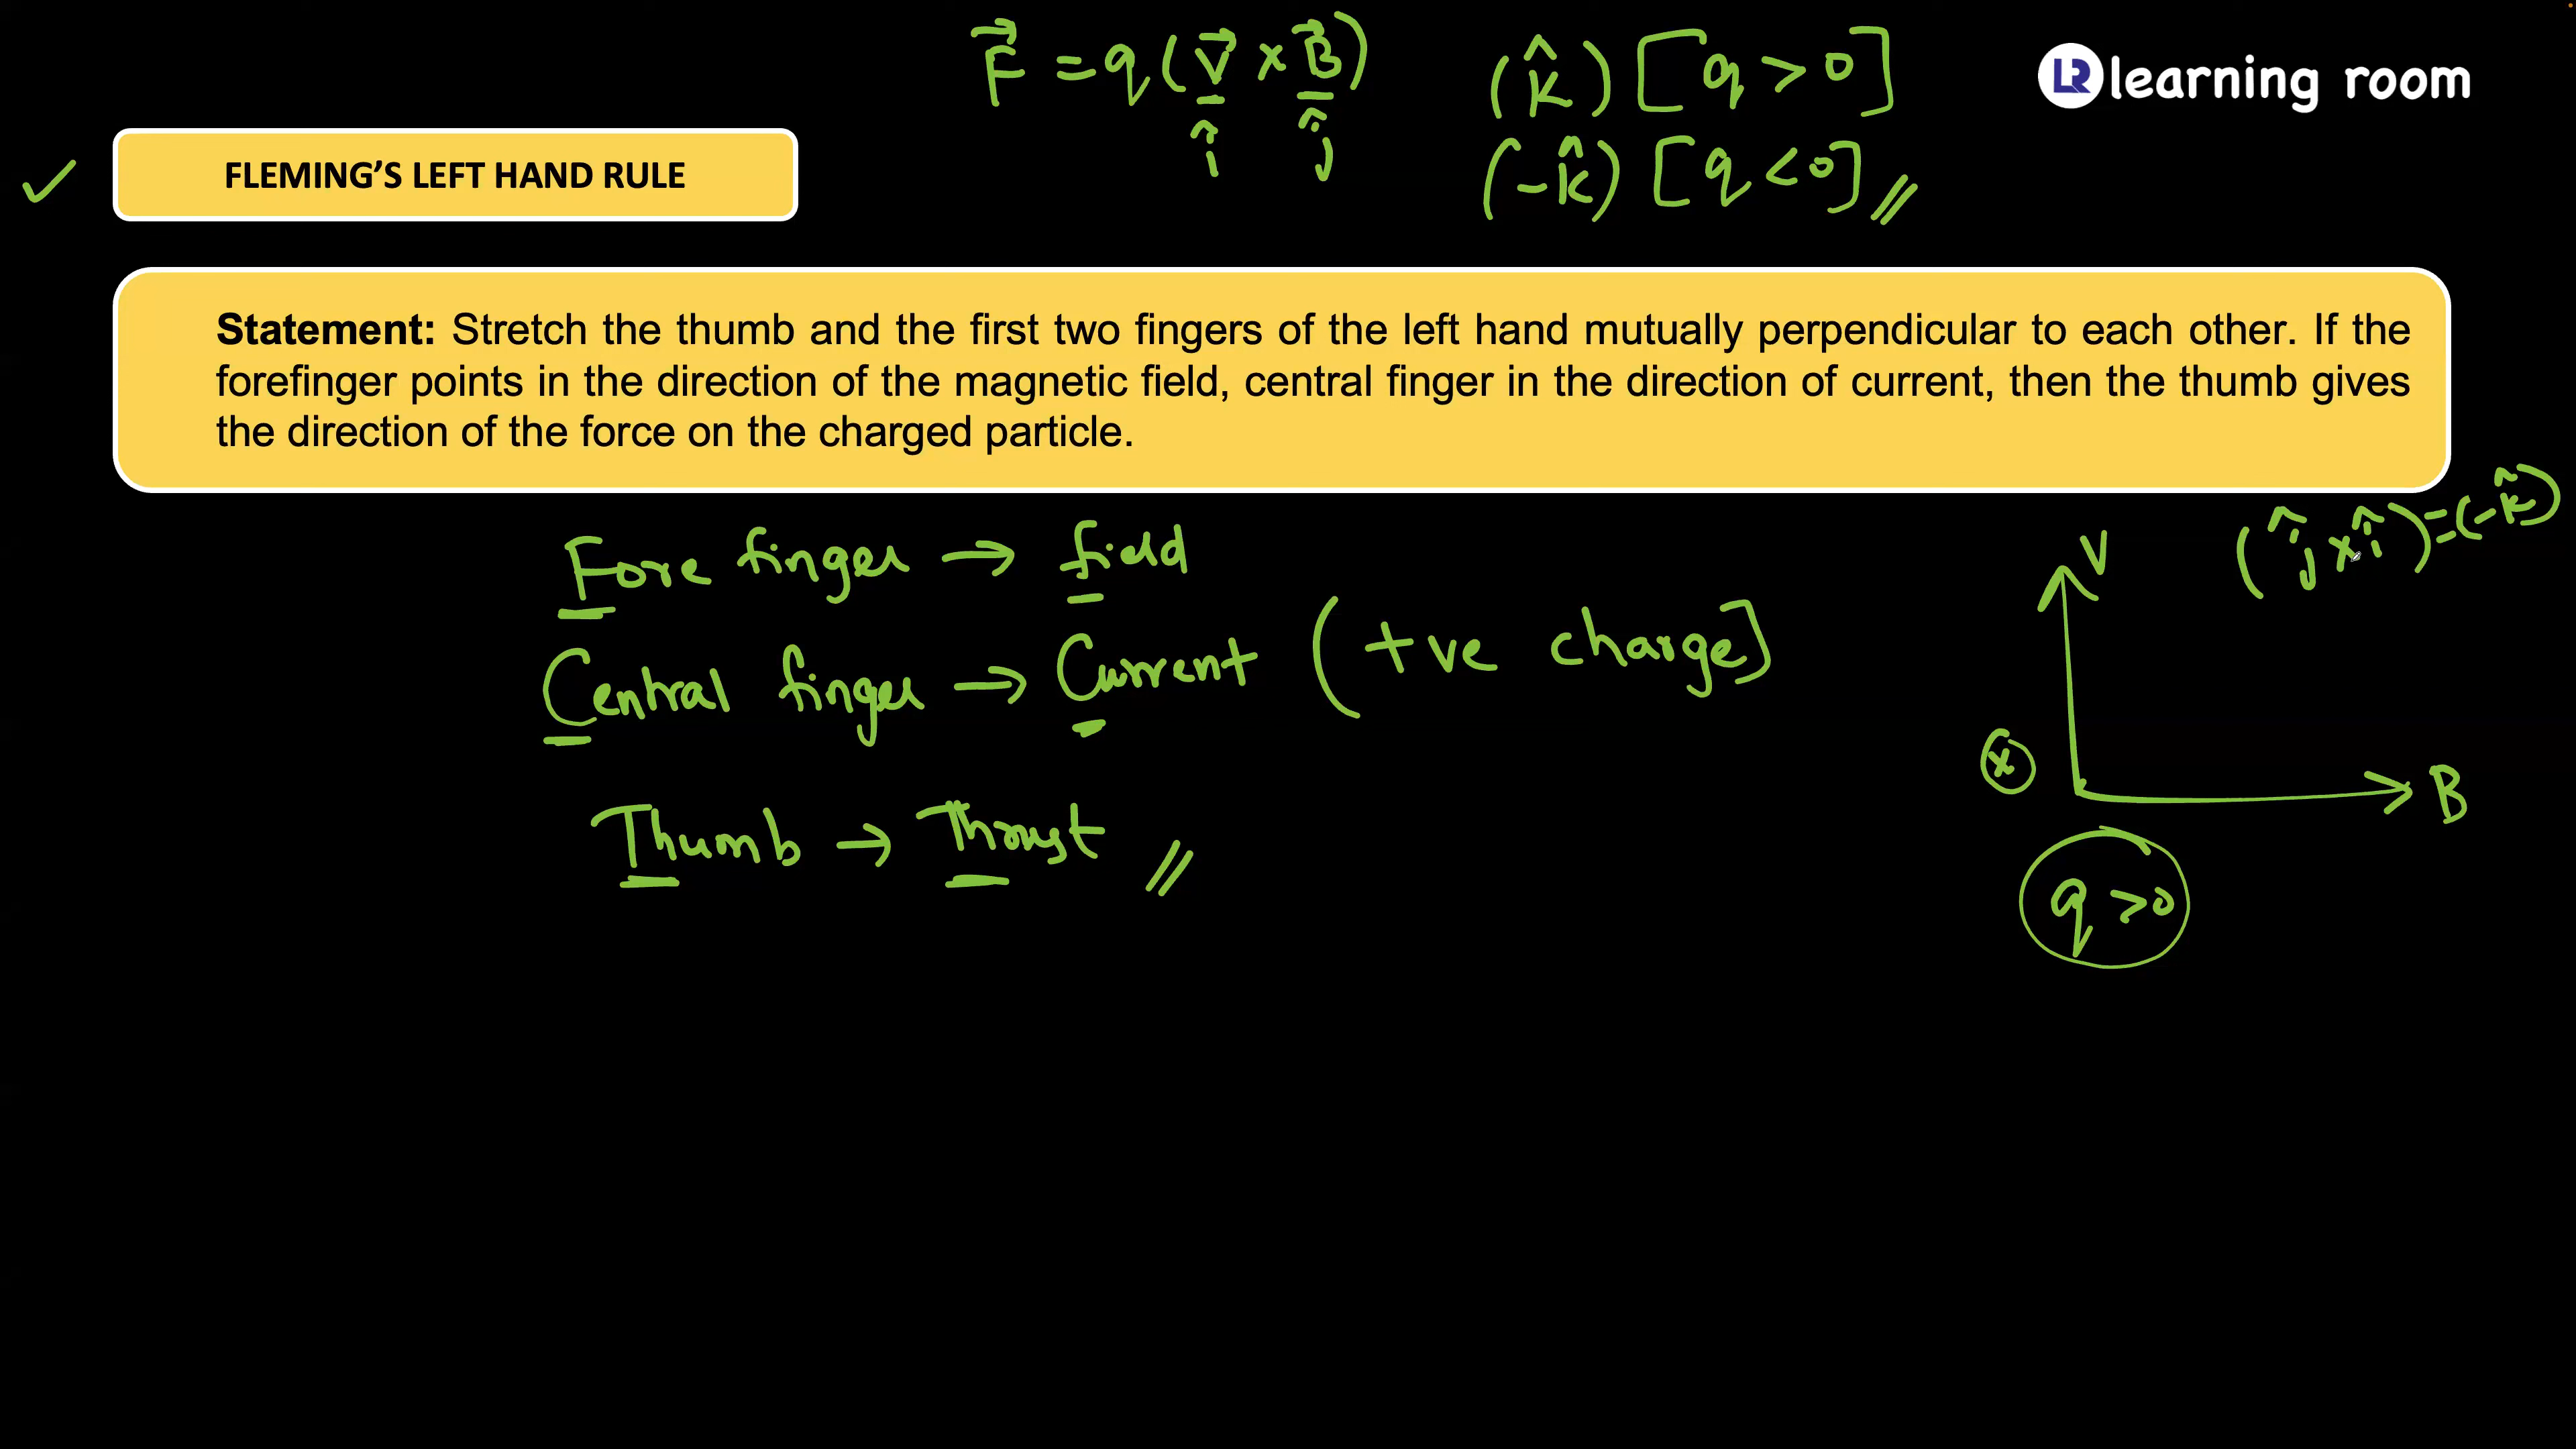 F⃗ = q (V⃗ × B⃗) (k̂) [q > 0]
î ĵ (-k̂) [q < 0]
learning room
FLEMING’S LEFT HAND RULE
Statement: Stretch the thumb and the first two fingers of the left hand mutually perpendicular to each other. If the
forefinger points in the direction of the magnetic field, central finger in the direction of current, then the thumb gives
the direction of the force on the charged particle.
Fore finger → field
Central finger → Current (+ve charge]
Thumb → Thrust
V
(ĵ × î) = (-k̂)
B
q > 0